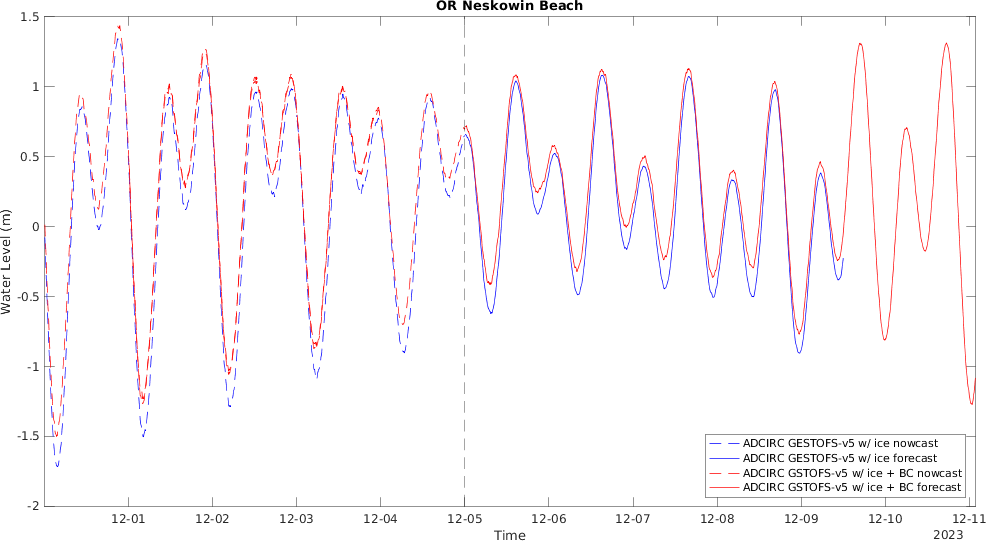 OR Neskowin Beach
1.5
1
0.5
0
-0.5
-1
-1.5
-2
Water Level (m)
ADCIRC GESTOFS-v5 w/ ice nowcast
ADCIRC GESTOFS-v5 w/ ice forecast
ADCIRC GSTOFS-v5 w/ ice + BC nowcast
ADCIRC GSTOFS-v5 w/ ice + BC forecast
12-01 12-02 12-03 12-04 12-05 12-06 12-07 12-08 12-09 12-10 12-11
Time
2023